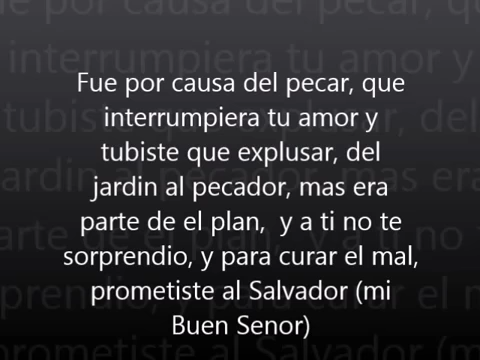 Fue por causa del pecar, que
interrumpiera tu amor y
tubiste que explusar, del
jardin al pecador, mas era
parte de el plan,  y a ti no te
sorprendio, y para curar el mal,
prometiste al Salvador (mi
Buen Senor)